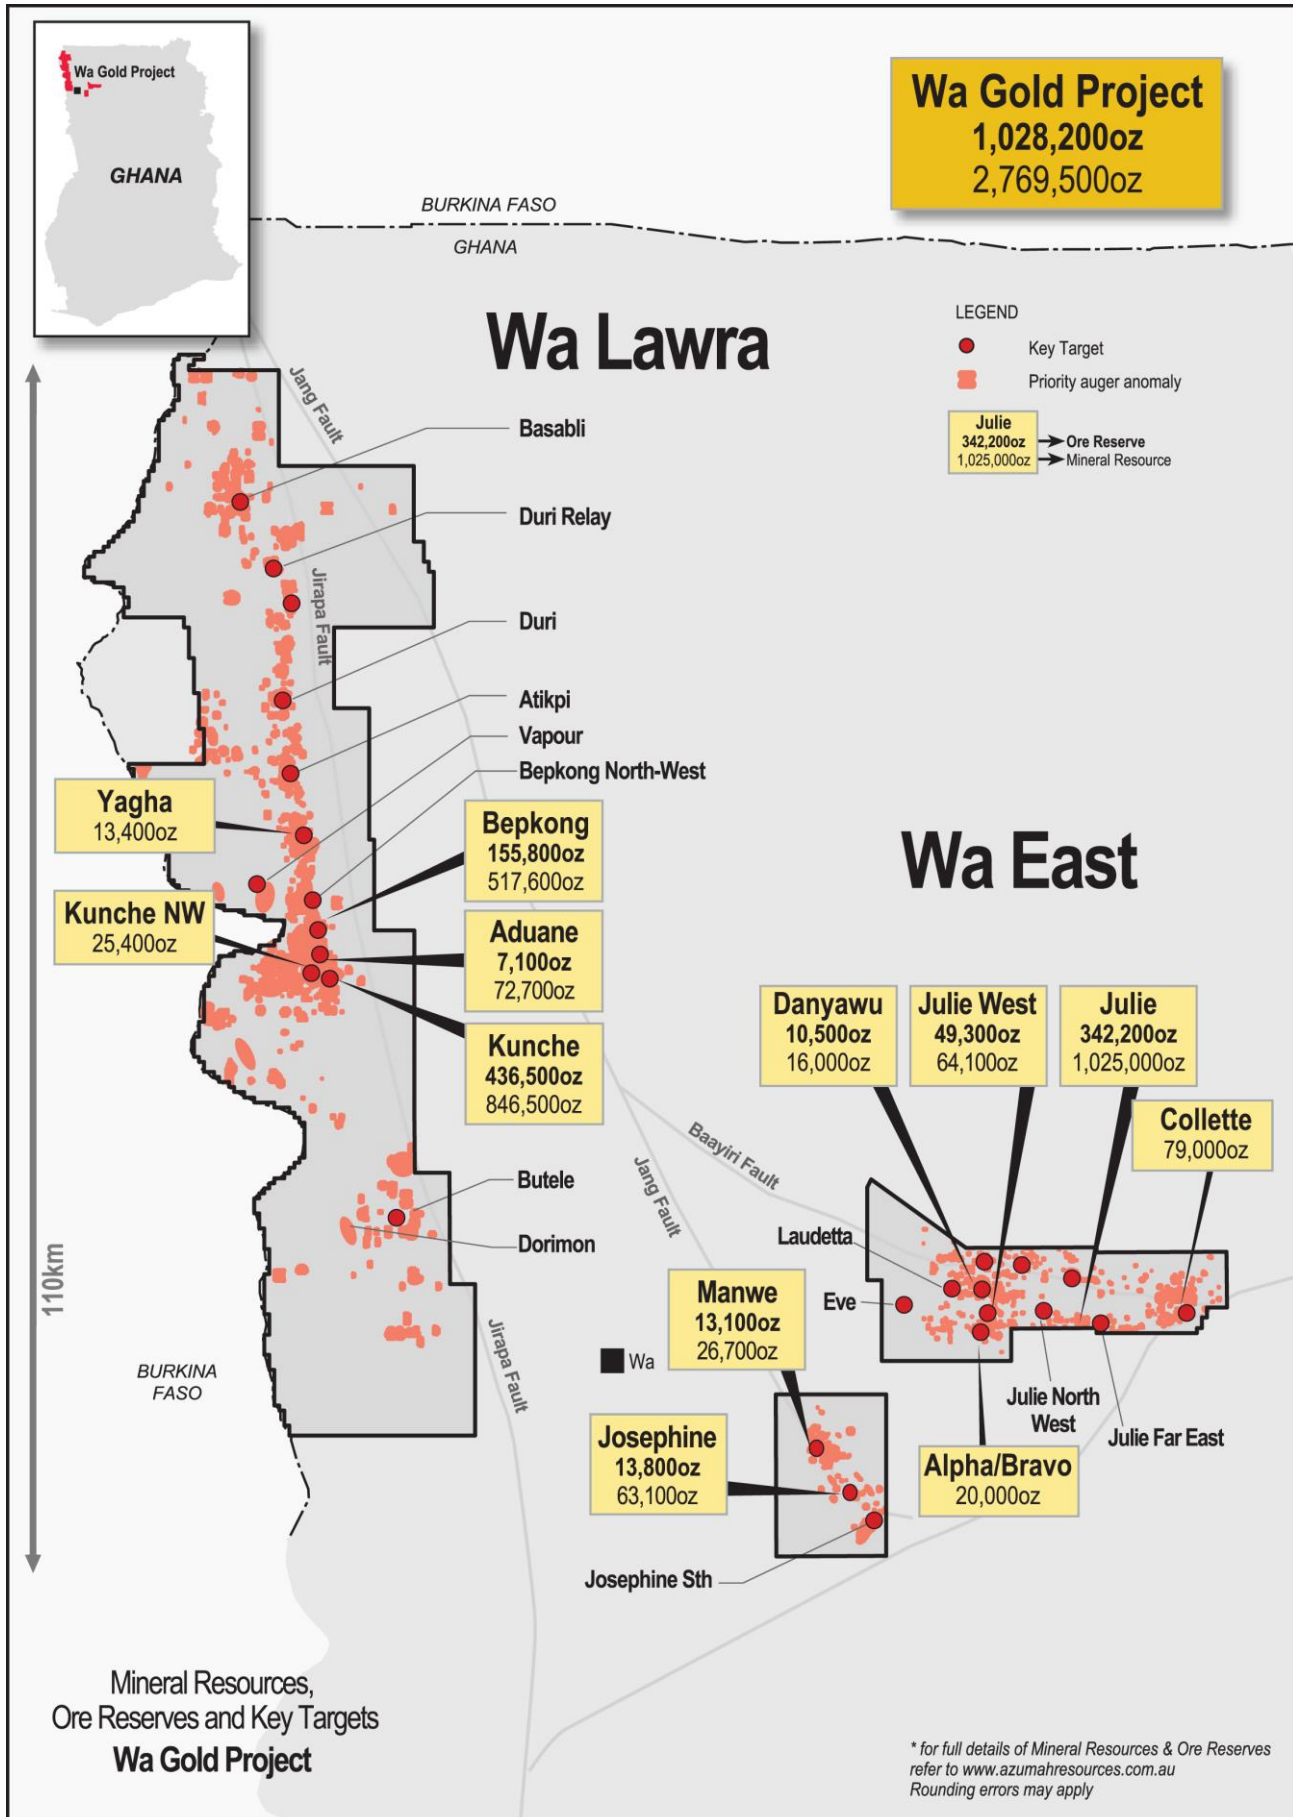 Wa Gold Project
GHANA
Wa Gold Project
1,028,200oz
2,769,500oz
BURKINA FASO
GHANA
Wa Lawra
LEGEND
Key Target
Priority auger anomaly
Julie
342,200oz
Ore Reserve
1,025,000oz
Mineral Resource
Jang Fault
Basabli
Duri Relay
Jirapa Fault
Duri
Atikpi
Vapour
Bepkong North-West
Yagha
13,400oz
Bepkong
155,800oz
517,600oz
Wa East
Kunche NW
25,400oz
Aduane
7,100oz
72,700oz
Kunche
436,500oz
846,500oz
Danyawu
10,500oz
16,000oz
Julie West
49,300oz
64,100oz
Julie
342,200oz
1,025,000oz
Collette
79,000oz
Baayiri Fault
Jang Fault
Butele
Dorimon
110km
Laudetta
Eve
Manwe
13,100oz
26,700oz
Jirapa Fault
Wa
BURKINA
FASO
Julie North
West
Julie Far East
Josephine
13,800oz
63,100oz
Alpha/Bravo
20,000oz
Josephine Sth
Mineral Resources,
Ore Reserves and Key Targets
Wa Gold Project
* for full details of Mineral Resources & Ore Reserves
refer to www.azumahresources.com.au
Rounding errors may apply